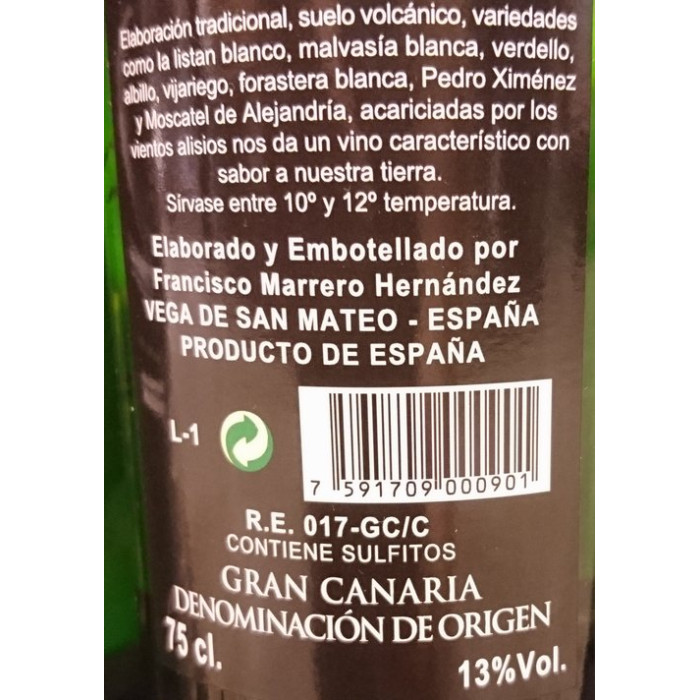 Elaboración tradicional, suelo volcánico, variedades
como la listan blanco, malvasía blanca, verdello,
albillo, vijariego, forastera blanca, Pedro Ximénez
y Moscatel de Alejandría, acariciadas por los
vientos alisios nos da un vino característico con
sabor a nuestra tierra.
Sirvase entre 10º y 12º temperatura.
Elaborado y Embotellado por
Francisco Marrero Hernández
VEGA DE SAN MATEO - ESPAÑA
PRODUCTO DE ESPAÑA
L-1
7 591709 000901
R.E. 017-GC/C
CONTIENE SULFITOS
GRAN CANARIA
DENOMINACIÓN DE ORIGEN
75 cl.
13%Vol.